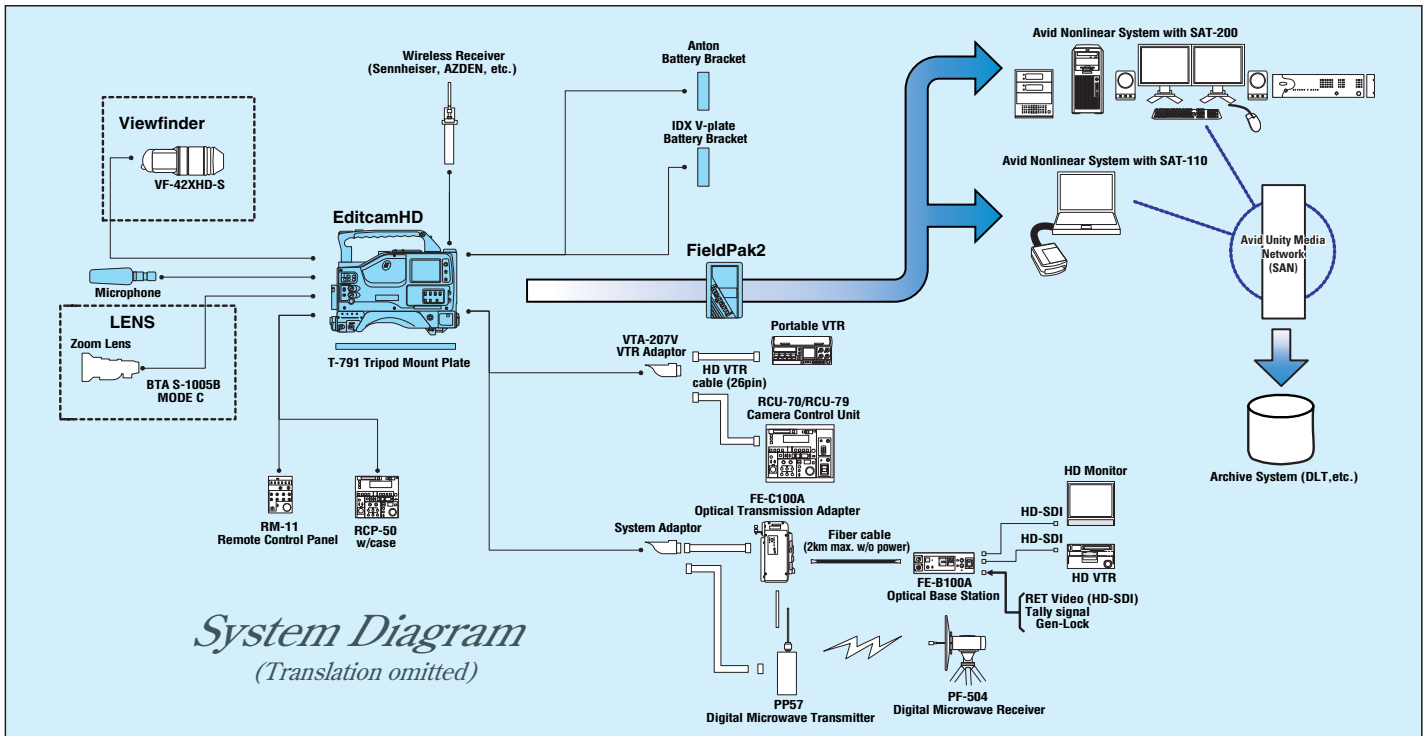 Wireless Receiver
(Sennheiser, AZDEN, etc.)
Anton
Battery Bracket
IDX V-plate
Battery Bracket
Avid Nonlinear System with SAT-200
Viewfinder
VF-42XHD-S
EditcamHD
Microphone
LENS
Zoom Lens
BTA S-1005B
MODE C
T-791 Tripod Mount Plate
FieldPak2
Avid Nonlinear System with SAT-110
Avid Unity Media
Network
(SAN)
Archive System (DLT,etc.)
VTA-207V
VTR Adaptor
Portable VTR
HD VTR
cable (26pin)
RCU-70/RCU-79
Camera Control Unit
RM-11
Remote Control Panel
RCP-50
w/case
System Adaptor
FE-C100A
Optical Transmission Adapter
Fiber cable
(2km max. w/o power)
FE-B100A
Optical Base Station
HD Monitor
HD-SDI
HD-SDI
HD VTR
RET Video (HD-SDI)
Tally signal
Gen-Lock
PP57
Digital Microwave Transmitter
PF-504
Digital Microwave Receiver
System Diagram
(Translation omitted)